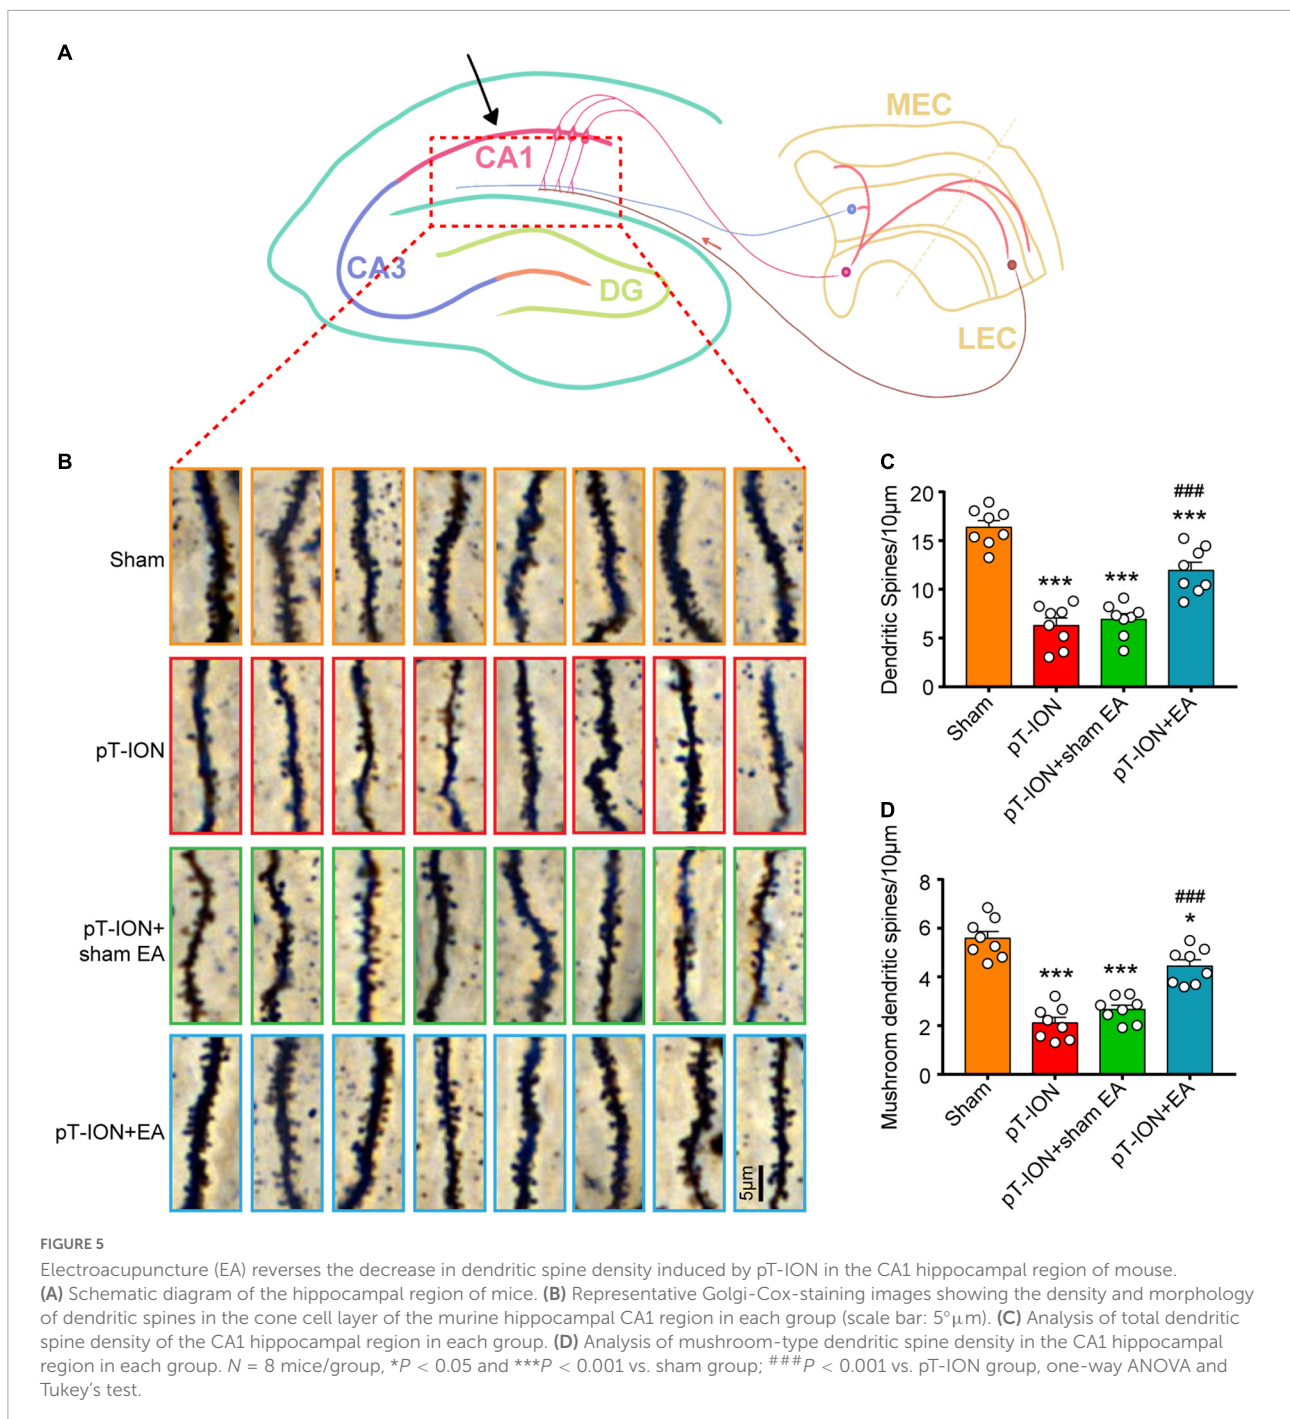 A
MEC
CA1
CA3
DG
LEC
B
Sham
pT-ION
pT-ION+
sham EA
pT-ION+EA
5μm
C
Dendritic Spines/10μm
20
15
10
5
0
***
***
###
***
Sham
pT-ION
pT-ION+sham EA
pT-ION+EA
D
Mushroom dendritic spines/10μm
8
6
4
2
0
***
***
###
*
Sham
pT-ION
pT-ION+sham EA
pT-ION+EA
FIGURE 5
Electroacupuncture (EA) reverses the decrease in dendritic spine density induced by pT-ION in the CA1 hippocampal region of mouse.
(A) Schematic diagram of the hippocampal region of mice. (B) Representative Golgi-Cox-staining images showing the density and morphology
of dendritic spines in the cone cell layer of the murine hippocampal CA1 region in each group (scale bar: 5°μm). (C) Analysis of total dendritic
spine density of the CA1 hippocampal region in each group. (D) Analysis of mushroom-type dendritic spine density in the CA1 hippocampal
region in each group. N = 8 mice/group, *P < 0.05 and ***P < 0.001 vs. sham group; ###P < 0.001 vs. pT-ION group, one-way ANOVA and
Tukey's test.